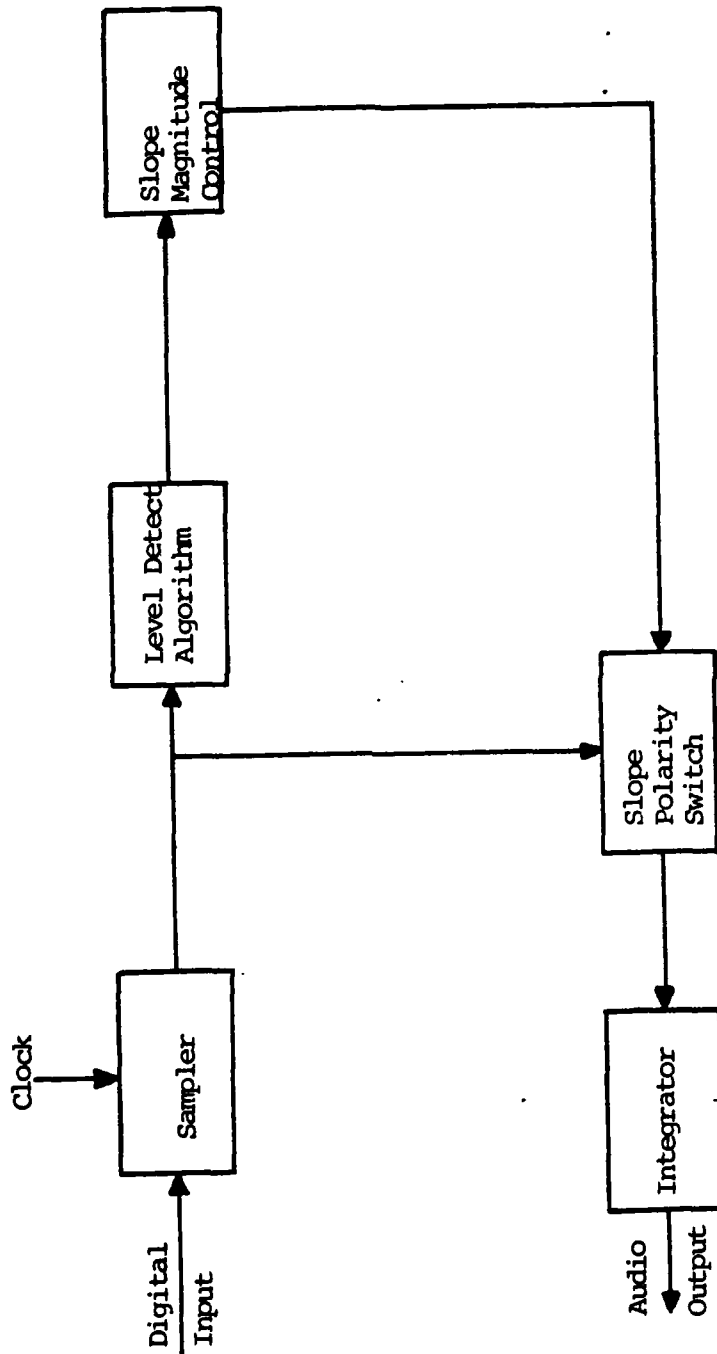 Clock
Digital
Input
Sampler
Level Detect
Algorithm
Slope
Magnitude
Control
Slope
Polarity
Switch
Integrator
Audio
Output